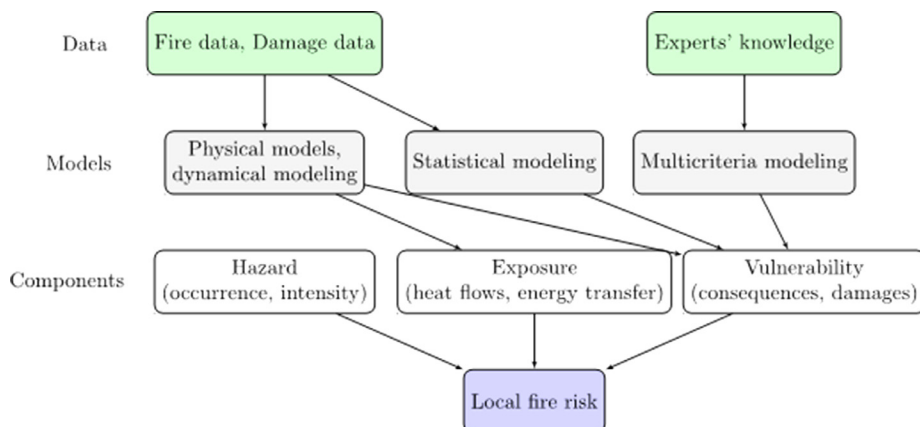 Data
Fire data, Damage data
Experts' knowledge
Models
Physical models,
dynamical modeling
Statistical modeling
Multicriteria modeling
Components
Hazard
(occurrence, intensity)
Exposure
(heat flows, energy transfer)
Vulnerability
(consequences, damages)
Local fire risk